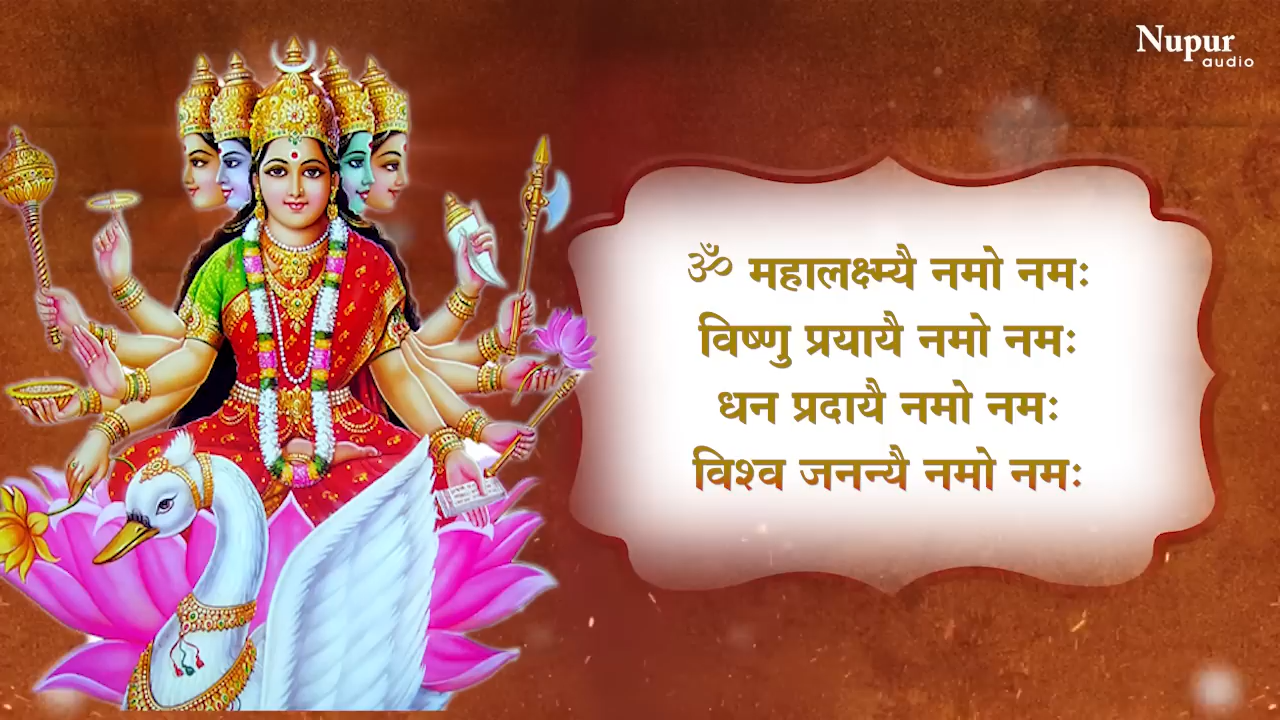 Nupur
audio
ॐ महालक्ष्म्यै नमो नमः
विष्णु प्रयायै नमो नमः
धन प्रदायै नमो नमः
विश्व जनन्यै नमो नमः